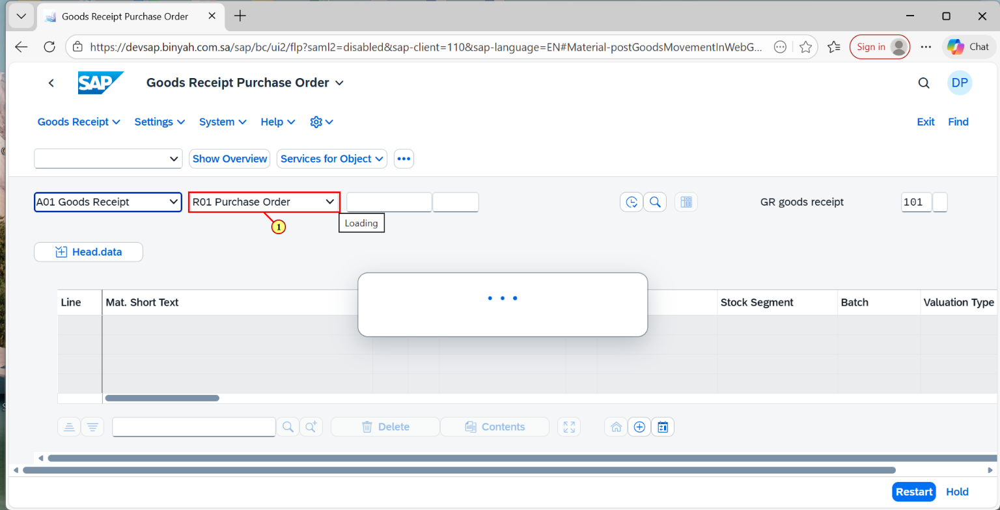 Goods Receipt Purchase Order
https://devsap.binyah.com.sa/sap/bc/ui2/flp?saml2=disabled&sap-client=110&sap-language=EN#Material-postGoodsMovementInWebG...
Sign in
Chat
SAP
Goods Receipt Purchase Order
DP
Goods Receipt
Settings
System
Help
Exit
Find
Show Overview
Services for Object
A01 Goods Receipt
R01 Purchase Order
GR goods receipt
101
1
Loading
Head.data
Line
Mat. Short Text
Stock Segment
Batch
Valuation Type
Delete
Contents
Restart
Hold